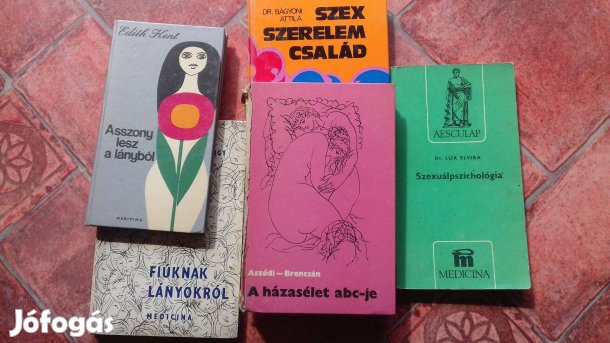 Edith Kent
Asszony
lesz
a lányból
MEDICINA
DR. BÁGYONI
ATTILA
SZEX
SZERELEM
CSALÁD
FIÚKNAK
LÁNYOKRÓL
MEDICINA
Aszódi–Brencsán
A házasélet abc-je
AESCULAP
Dr. LUX ELVIRA
Szexuálpszichológia
MEDICINA
Jófogás